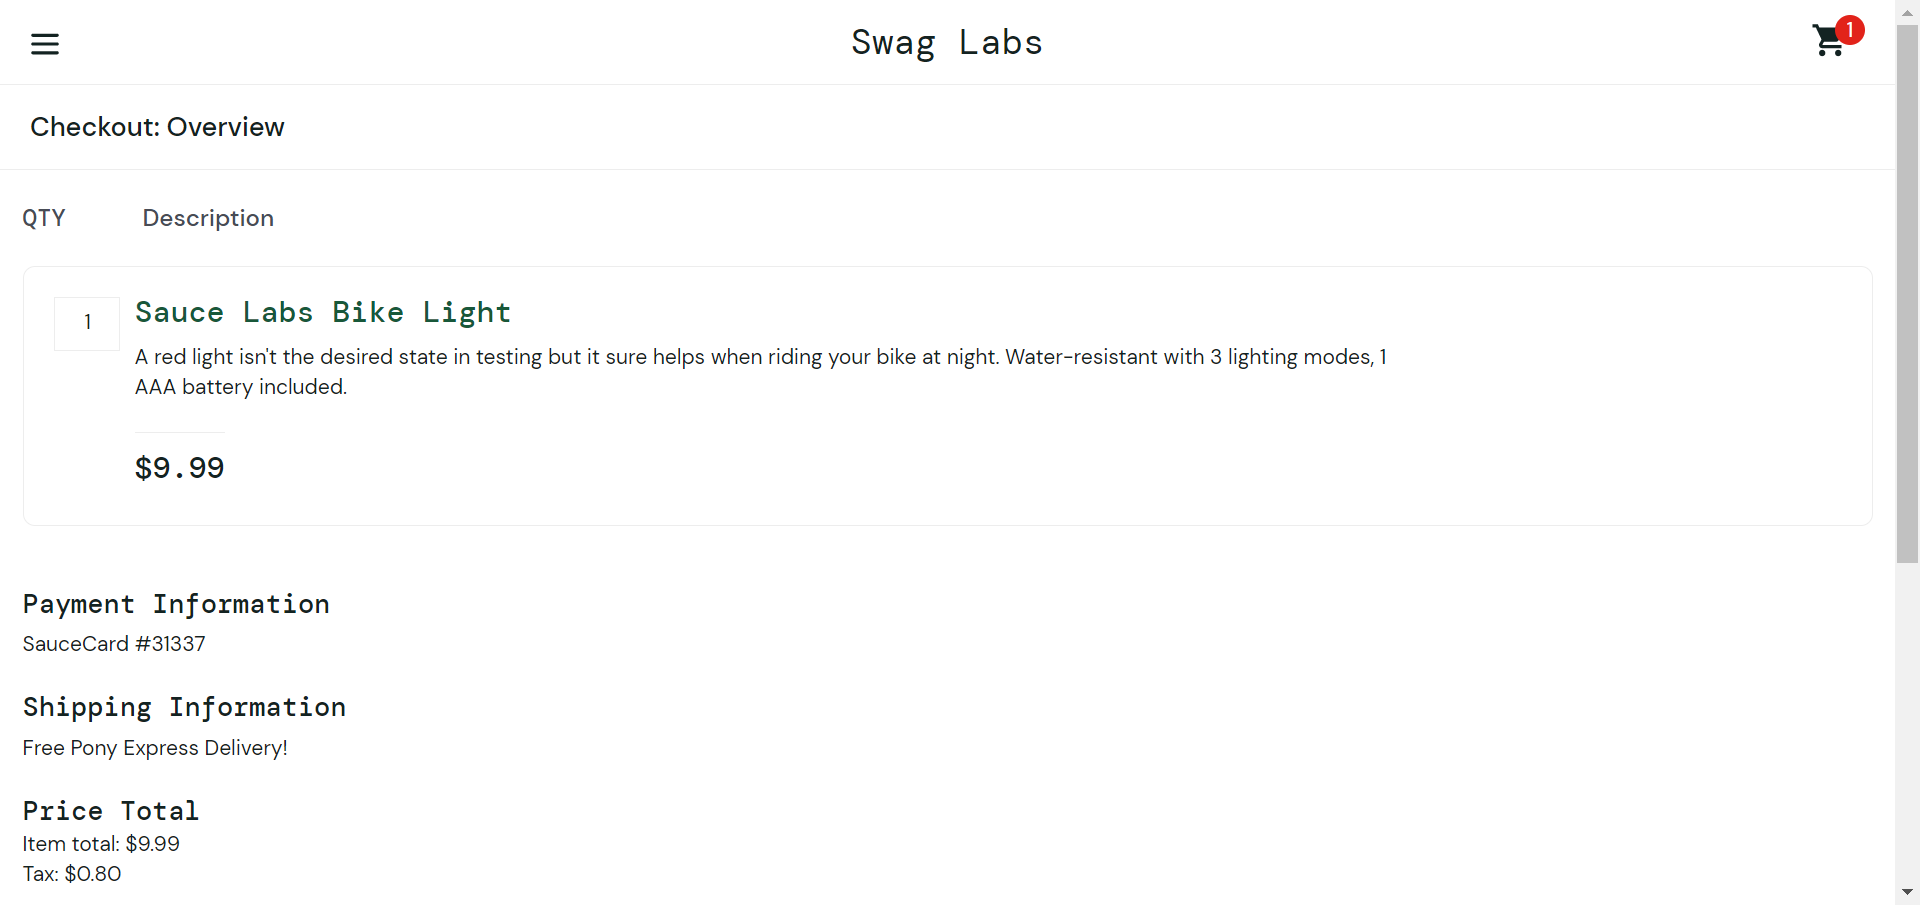 Swag Labs
1
Checkout: Overview
QTY Description
1
Sauce Labs Bike Light
A red light isn't the desired state in testing but it sure helps when riding your bike at night. Water-resistant with 3 lighting modes, 1
AAA battery included.
$9.99
Payment Information
SauceCard #31337
Shipping Information
Free Pony Express Delivery!
Price Total
Item total: $9.99
Tax: $0.80